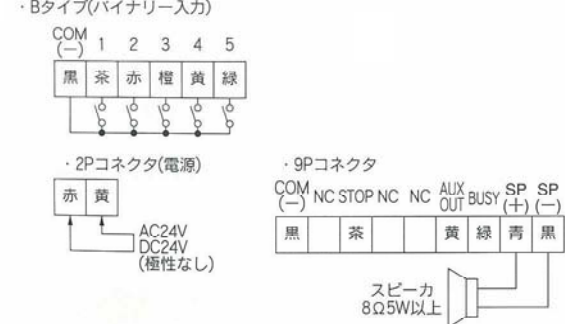 ・Bタイプ(バイナリー入力)
COM
(−) 1 2 3 4 5
黒 茶 赤 橙 黄 緑
・2Pコネクタ(電源)
赤 黄
AC24V
DC24V
(極性なし)
・9Pコネクタ
COM
(−) NC STOP NC NC AUX OUT BUSY SP (+) SP (−)
黒 茶 黄 緑 青 黒
スピーカ
8Ω5W以上